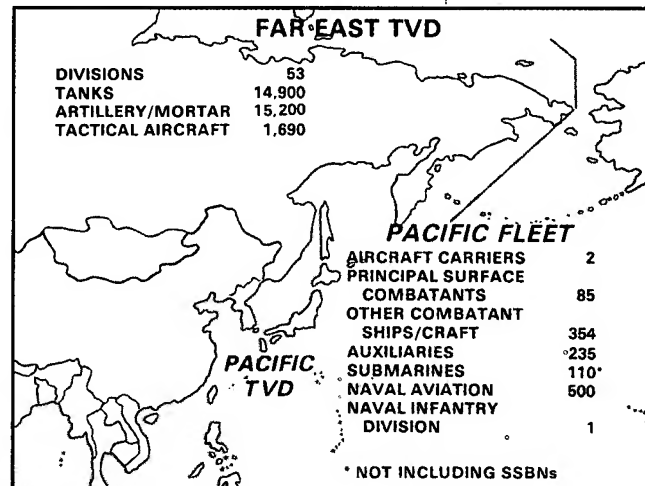 FAR EAST TVD
DIVISIONS 53
TANKS 14,900
ARTILLERY/MORTAR 15,200
TACTICAL AIRCRAFT 1,690
PACIFIC FLEET
AIRCRAFT CARRIERS 2
PRINCIPAL SURFACE
COMBATANTS 85
OTHER COMBATANT
SHIPS/CRAFT 354
AUXILIARIES 235
SUBMARINES 110*
NAVAL AVIATION 500
NAVAL INFANTRY
DIVISION 1
PACIFIC
TVD
* NOT INCLUDING SSBNs